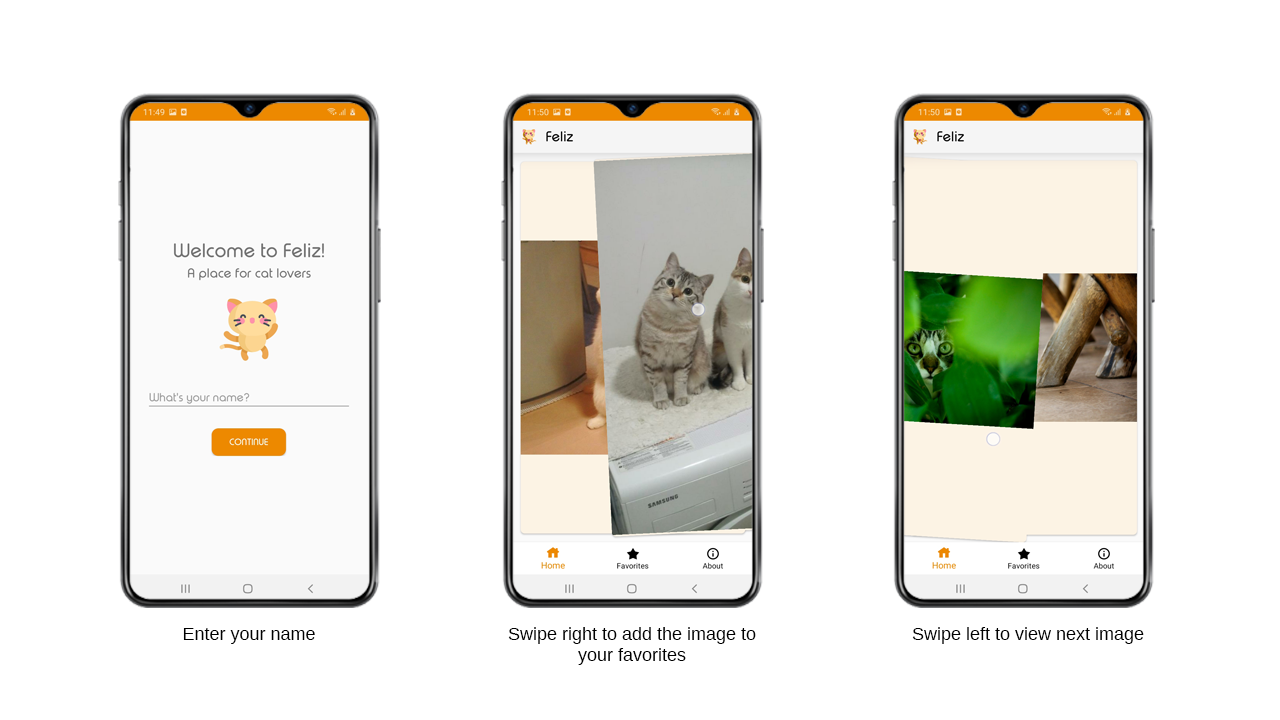 11:49
Welcome to Feliz!
A place for cat lovers
What's your name?
CONTINUE
Enter your name
11:50
Feliz
SAMSUNG
Home
Favorites
About
Swipe right to add the image to
your favorites
11:50
Feliz
Home
Favorites
About
Swipe left to view next image